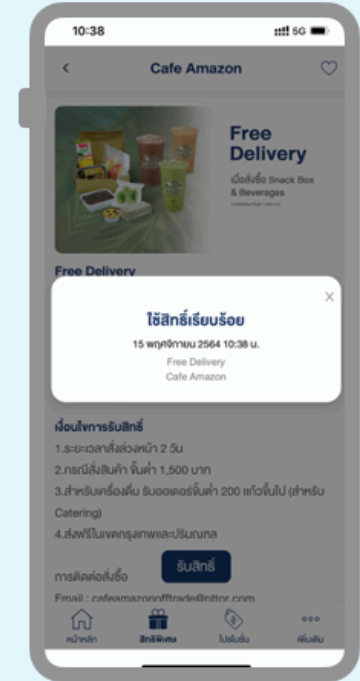 10:38
5G
Cafe Amazon
Free
Delivery
เมื่อสั่งซื้อ Snack Box
& Beverages
Free Delivery
ใช้สิทธิ์เรียบร้อย
15 พฤศจิกายน 2564 10:38 น.
Free Delivery
Cafe Amazon
เงื่อนไขการรับสิทธิ์
1.ระยะเวลาสั่งล่วงหน้า 2 วัน
2.กรณีสั่งสินค้า ขั้นต่ำ 1,500 บาท
3.สำหรับเครื่องดื่ม รับออเดอร์ขั้นต่ำ 200 แก้วขึ้นไป (สำหรับ
Catering)
4.ส่งฟรีในเขตกรุงเทพและปริมณฑล
รับสิทธิ์
การติดต่อสั่งซื้อ
Email : cafeamazonofftrade@pttor.com
หน้าหลัก
สิทธิพิเศษ
โปรโมชั่น
เพิ่มเติม